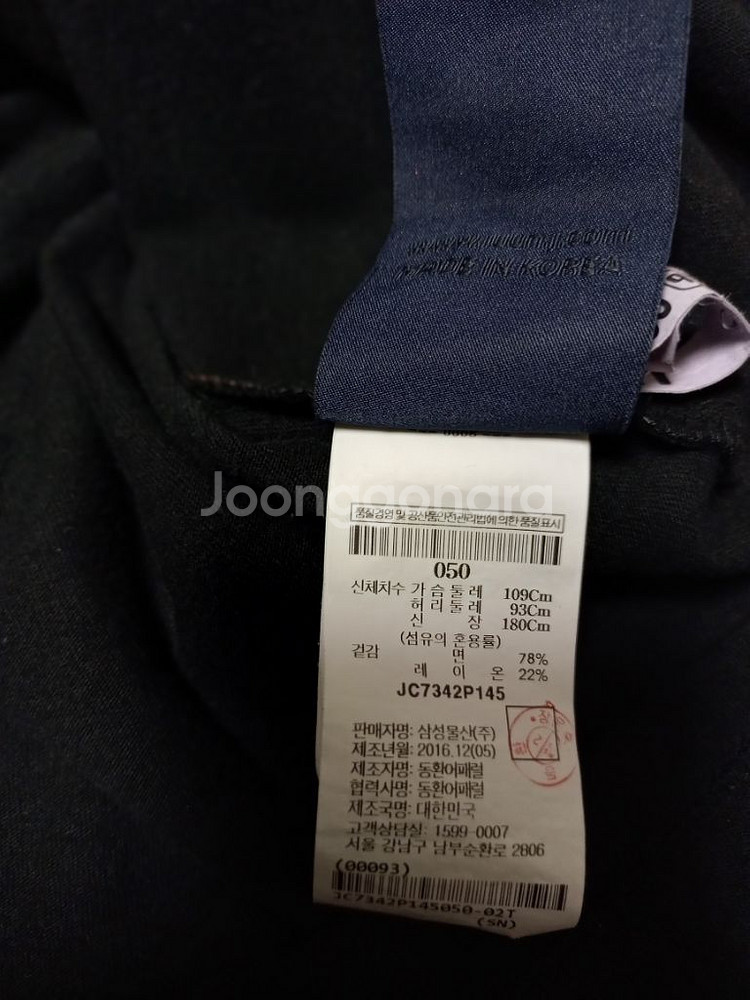 MADE IN KOREA
Joonggonara
품질경영 및 공산품안전관리법에 의한 품질표시
050
신체치수 가 슴 둘 레 109Cm
허 리 둘 레 93Cm
신 장 180Cm
(섬유의 혼용률)
겉감 면 78%
레 이 온 22%
JC7342P145
판매자명: 삼성물산(주)
제조년월: 2016.12(05)
제조자명: 동환어패럴
협력사명: 동환어패럴
제조국명: 대한민국
고객상담실: 1599-0007
서울 강남구 남부순환로 2806
(00093)
JC7342P145050-02T
(SN)